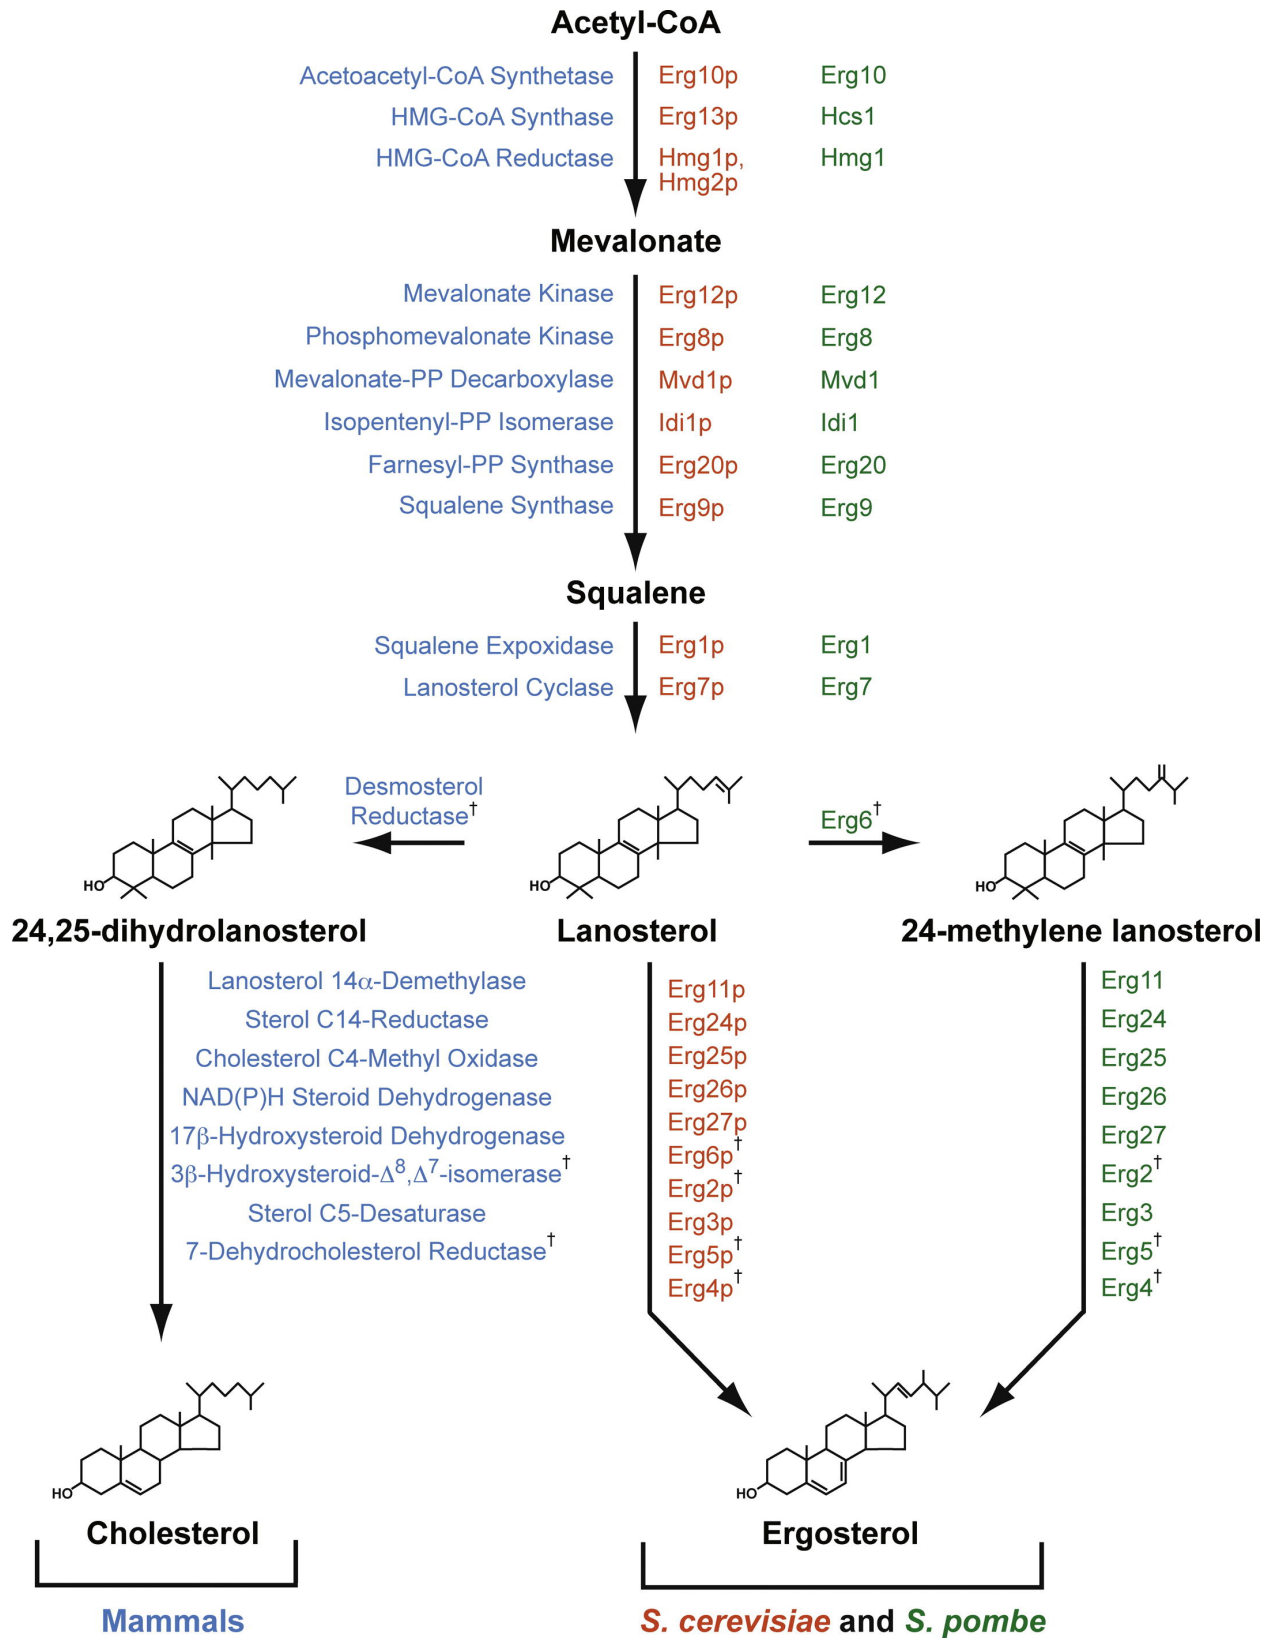 Acetyl-CoA
Acetoacetyl-CoA Synthetase Erg10p Erg10
HMG-CoA Synthase Erg13p Hcs1
HMG-CoA Reductase Hmg1p, Hmg1
Hmg2p
Mevalonate
Mevalonate Kinase Erg12p Erg12
Phosphomevalonate Kinase Erg8p Erg8
Mevalonate-PP Decarboxylase Mvd1p Mvd1
Isopentenyl-PP Isomerase Idi1p Idi1
Farnesyl-PP Synthase Erg20p Erg20
Squalene Synthase Erg9p Erg9
Squalene
Squalene Expoxidase Erg1p Erg1
Lanosterol Cyclase Erg7p Erg7
Desmosterol
Reductase†
Erg6†
HO
HO
HO
24,25-dihydrolanosterol
Lanosterol
24-methylene lanosterol
Lanosterol 14α-Demethylase
Sterol C14-Reductase
Cholesterol C4-Methyl Oxidase
NAD(P)H Steroid Dehydrogenase
17β-Hydroxysteroid Dehydrogenase
3β-Hydroxysteroid-Δ⁸,Δ⁷-isomerase†
Sterol C5-Desaturase
7-Dehydrocholesterol Reductase†
Erg11p
Erg24p
Erg25p
Erg26p
Erg27p
Erg6p†
Erg2p†
Erg3p
Erg5p†
Erg4p†
Erg11
Erg24
Erg25
Erg26
Erg27
Erg2†
Erg3
Erg5†
Erg4†
HO
HO
Cholesterol
Ergosterol
Mammals
S. cerevisiae and S. pombe